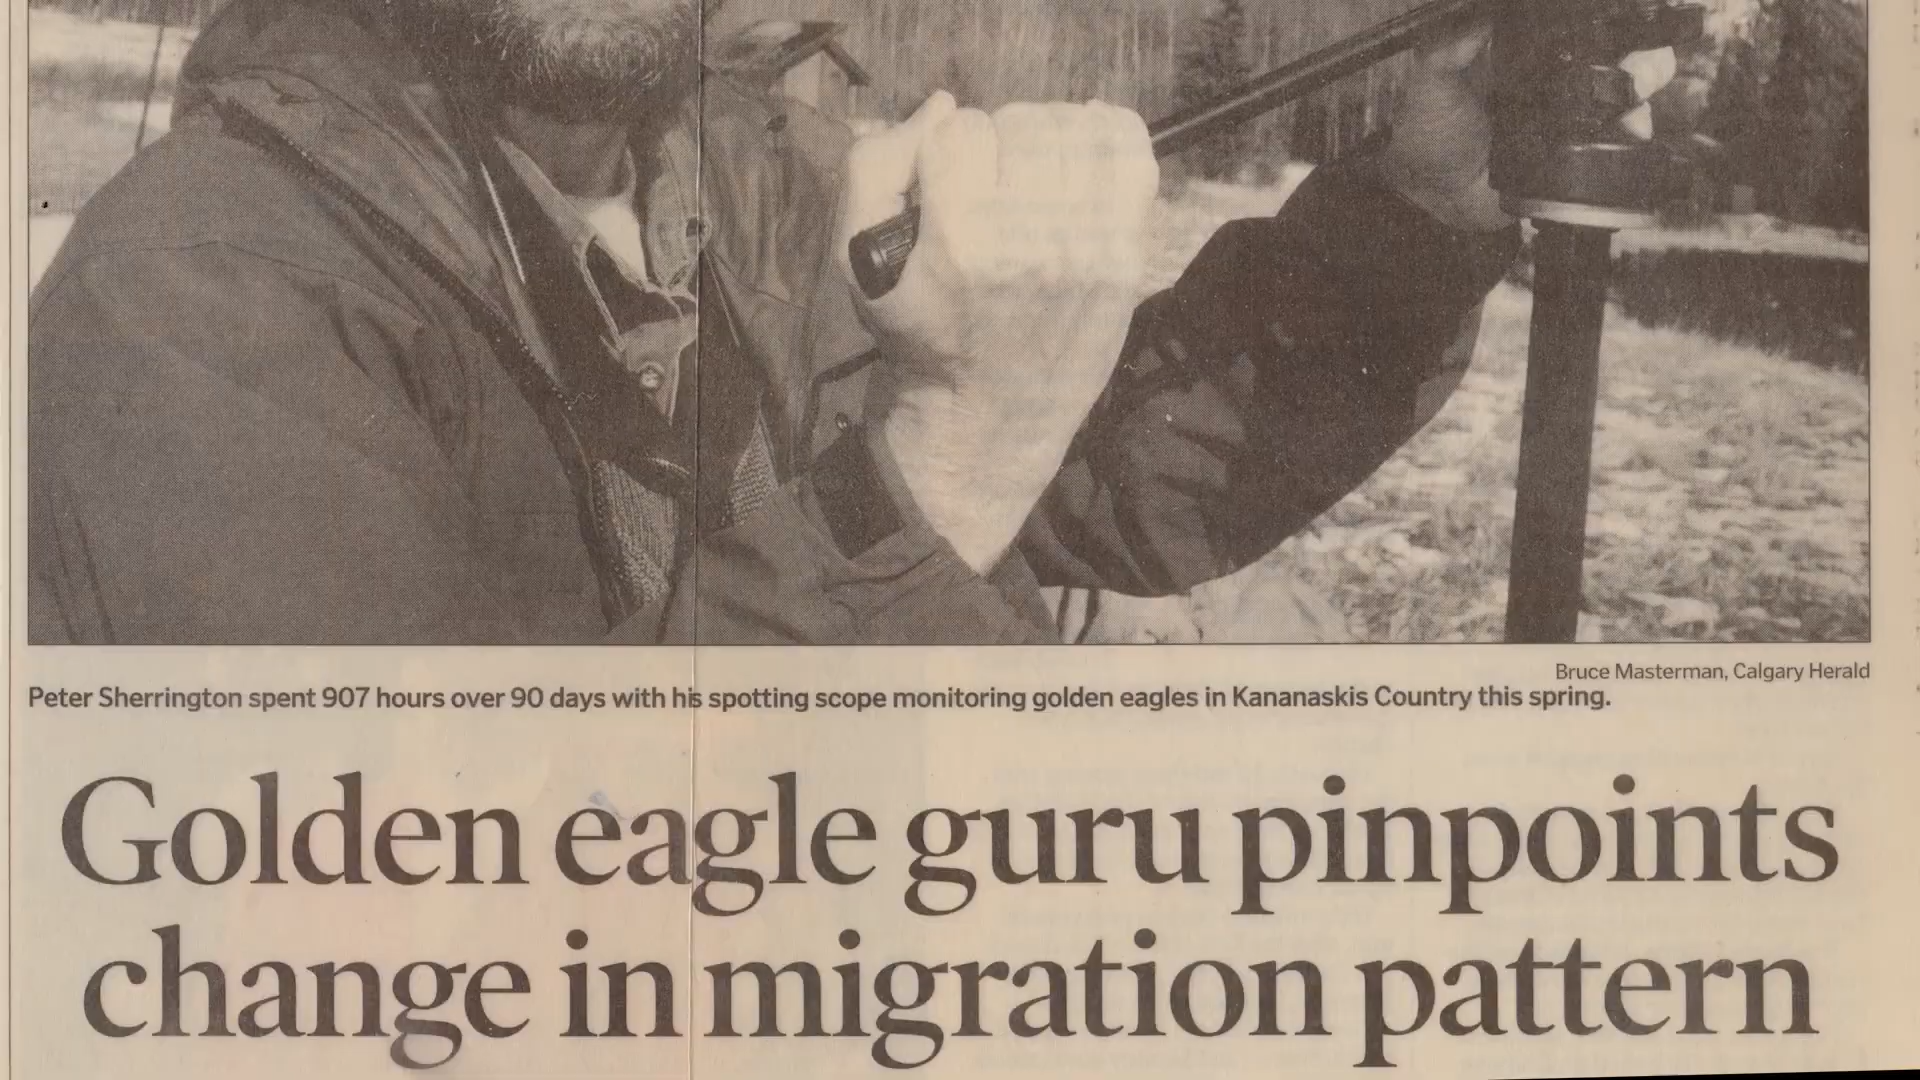 Bruce Masterman, Calgary Herald
Peter Sherrington spent 907 hours over 90 days with his spotting scope monitoring golden eagles in Kananaskis Country this spring.
Golden eagle guru pinpoints
change in migration pattern